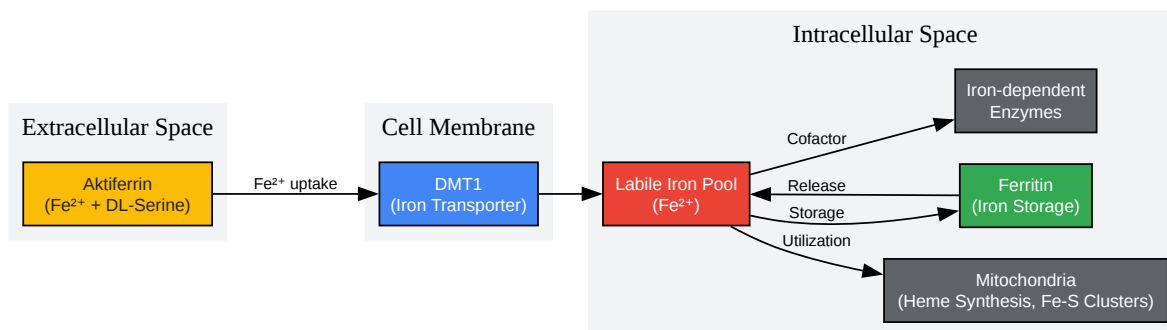 Extracellular Space
Aktiferrin
(Fe²⁺ + DL-Serine)
Fe²⁺ uptake
Cell Membrane
DMT1
(Iron Transporter)
Intracellular Space
Labile Iron Pool
(Fe²⁺)
Cofactor
Release
Storage
Utilization
Iron-dependent
Enzymes
Ferritin
(Iron Storage)
Mitochondria
(Heme Synthesis, Fe-S Clusters)